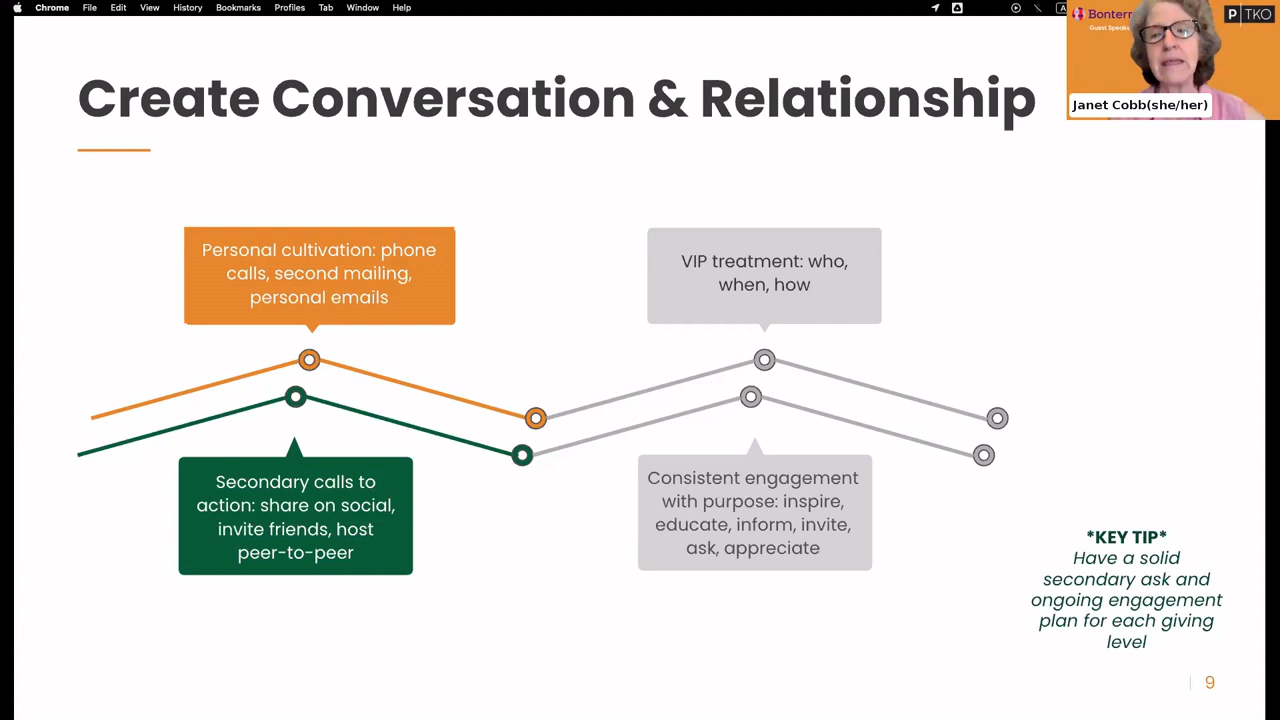 Chrome File Edit View History Bookmarks Profiles Tab Window Help
Guest Speake
P TKO
Janet Cobb(she/her)
Create Conversation & Relationship
Personal cultivation: phone
calls, second mailing,
personal emails
VIP treatment: who,
when, how
Secondary calls to
action: share on social,
invite friends, host
peer-to-peer
Consistent engagement
with purpose: inspire,
educate, inform, invite,
ask, appreciate
*KEY TIP*
Have a solid
secondary ask and
ongoing engagement
plan for each giving
level
9